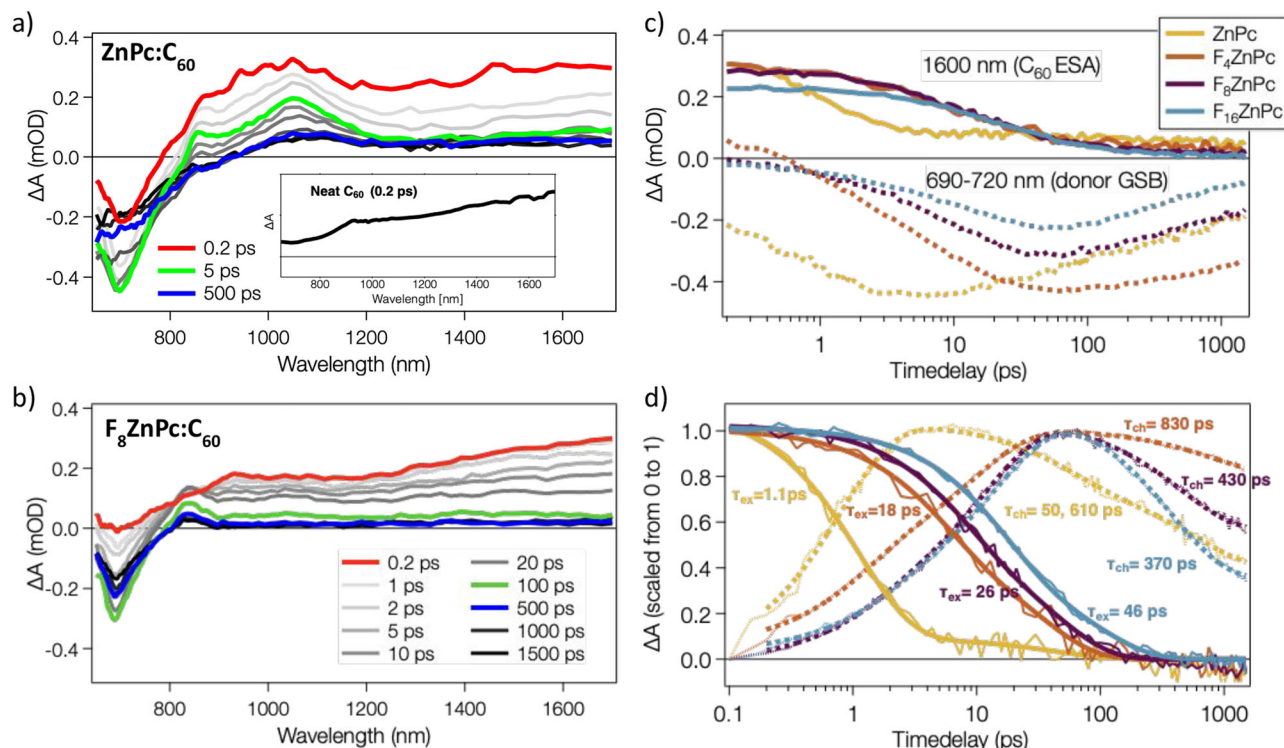 a)
ZnPc:C60
ΔA (mOD)
0.4
0.2
0.0
-0.2
-0.4
0.2 ps
5 ps
500 ps
Neat C60 (0.2 ps)
ΔA
800 1000 1200 1400 1600
Wavelength [nm]
800 1000 1200 1400 1600
Wavelength (nm)
b)
F8ZnPc:C60
ΔA (mOD)
0.4
0.2
0.0
-0.2
-0.4
0.2 ps
1 ps
2 ps
5 ps
10 ps
20 ps
100 ps
500 ps
1000 ps
1500 ps
800 1000 1200 1400 1600
Wavelength (nm)
c)
ΔA (mOD)
0.4
0.2
0.0
-0.2
-0.4
1600 nm (C60 ESA)
690-720 nm (donor GSB)
ZnPc
F4ZnPc
F8ZnPc
F16ZnPc
1 10 100 1000
Timedelay (ps)
d)
ΔA (scaled from 0 to 1)
1.0
0.8
0.6
0.4
0.2
0.0
τch= 830 ps
τch= 430 ps
τex=1.1ps
τex=18 ps
τch= 50, 610 ps
τch= 370 ps
τex= 26 ps
τex= 46 ps
0.1 1 10 100 1000
Timedelay (ps)